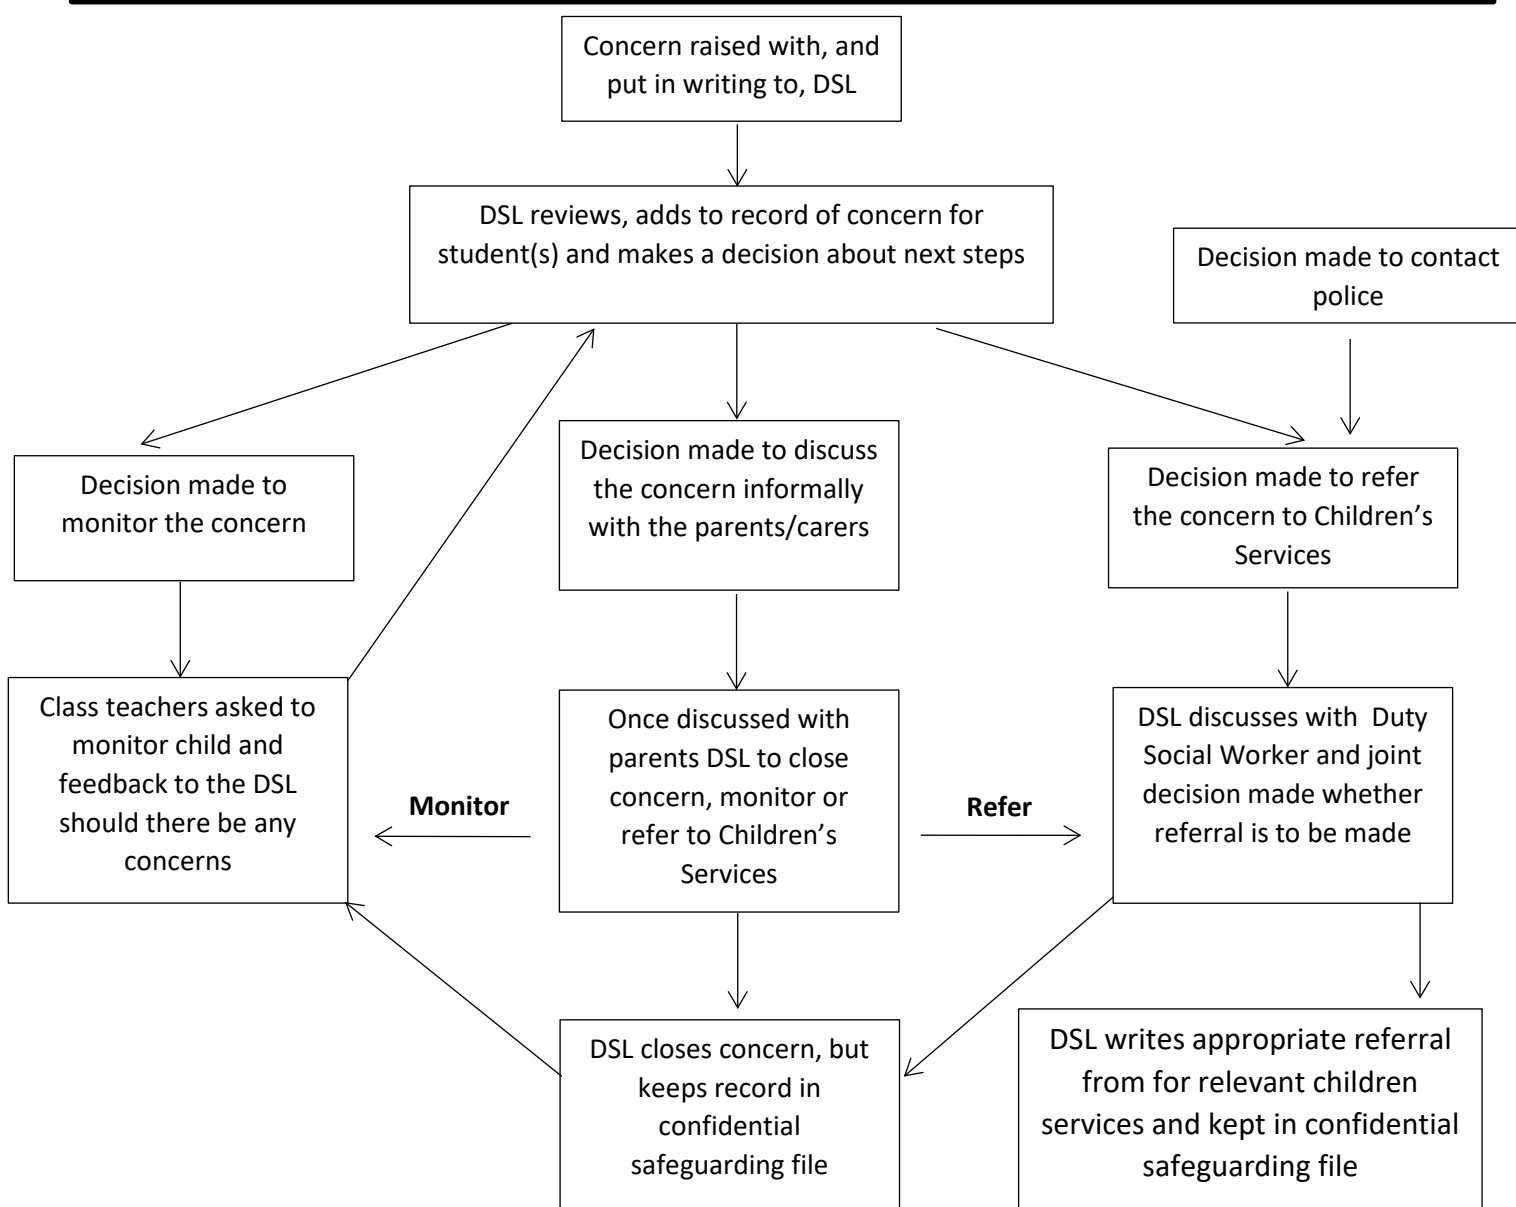 Concern raised with, and
put in writing to, DSL
DSL reviews, adds to record of concern for
student(s) and makes a decision about next steps
Decision made to contact
police
Decision made to
monitor the concern
Decision made to discuss
the concern informally
with the parents/carers
Decision made to refer
the concern to Children’s
Services
Class teachers asked to
monitor child and
feedback to the DSL
should there be any
concerns
Monitor
Once discussed with
parents DSL to close
concern, monitor or
refer to Children’s
Services
Refer
DSL discusses with  Duty
Social Worker and joint
decision made whether
referral is to be made
DSL closes concern, but
keeps record in
confidential
safeguarding file
DSL writes appropriate referral
from for relevant children
services and kept in confidential
safeguarding file